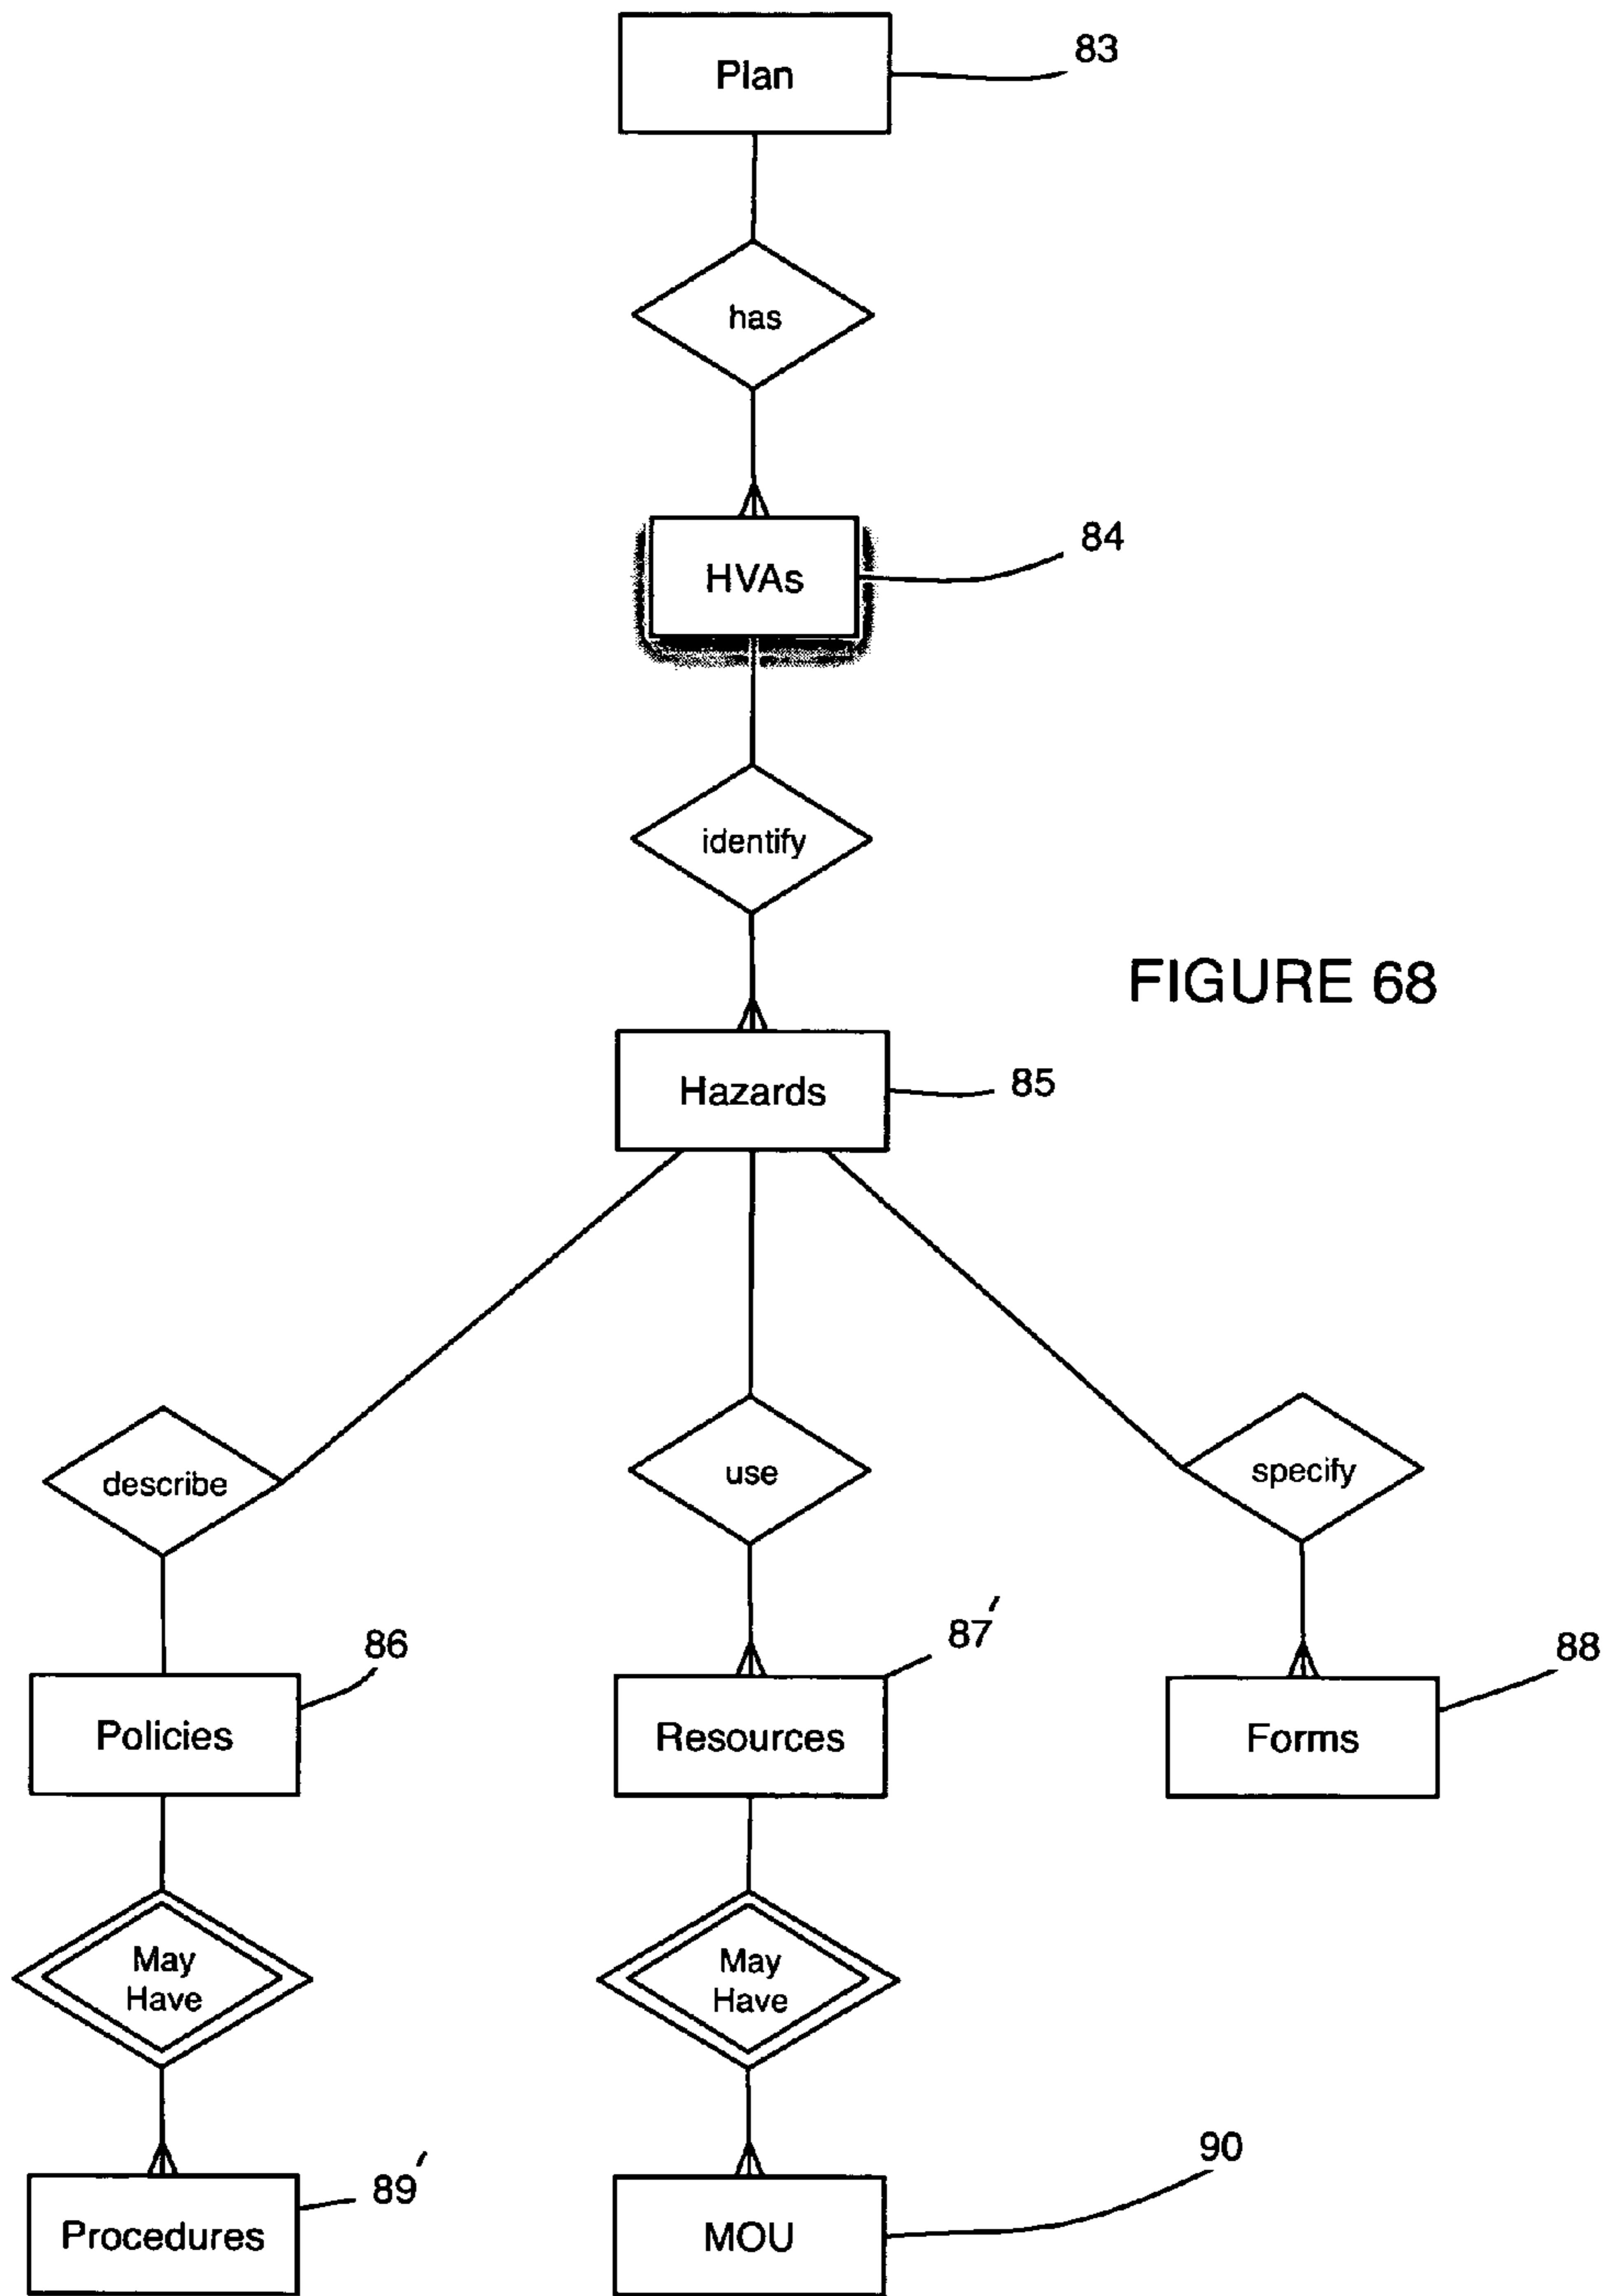 Plan
83
has
HVAs
84
identify
FIGURE 68
Hazards
85
describe
use
specify
86
87'
88
Policies
Resources
Forms
May
Have
May
Have
89'
90
Procedures
MOU